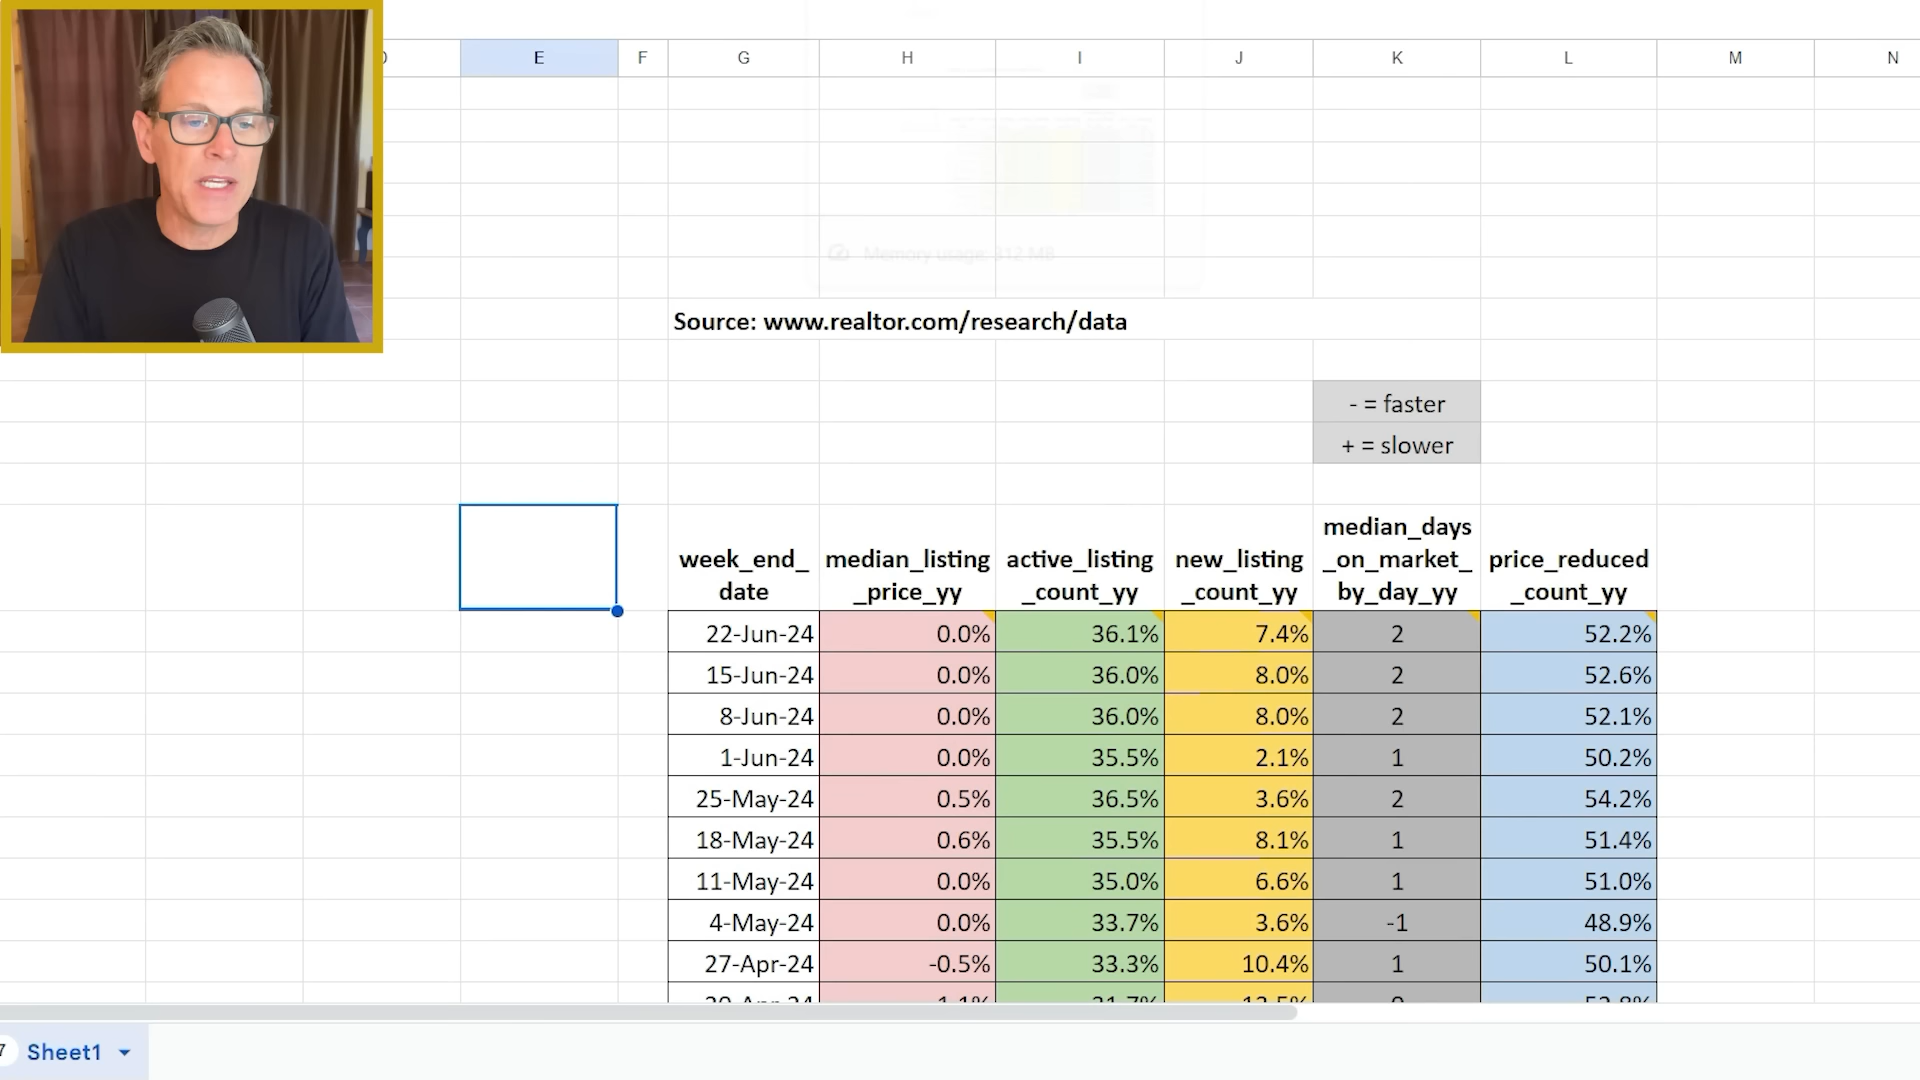 E F G H I J K L M N
Memory usage: 312 MB
Source: www.realtor.com/research/data
- = faster
+ = slower
week_end_
date
median_listing
_price_yy
active_listing
_count_yy
new_listing
_count_yy
median_days
_on_market_
by_day_yy
price_reduced
_count_yy
22-Jun-24 0.0% 36.1% 7.4% 2 52.2%
15-Jun-24 0.0% 36.0% 8.0% 2 52.6%
8-Jun-24 0.0% 36.0% 8.0% 2 52.1%
1-Jun-24 0.0% 35.5% 2.1% 1 50.2%
25-May-24 0.5% 36.5% 3.6% 2 54.2%
18-May-24 0.6% 35.5% 8.1% 1 51.4%
11-May-24 0.0% 35.0% 6.6% 1 51.0%
4-May-24 0.0% 33.7% 3.6% -1 48.9%
27-Apr-24 -0.5% 33.3% 10.4% 1 50.1%
7 Sheet1